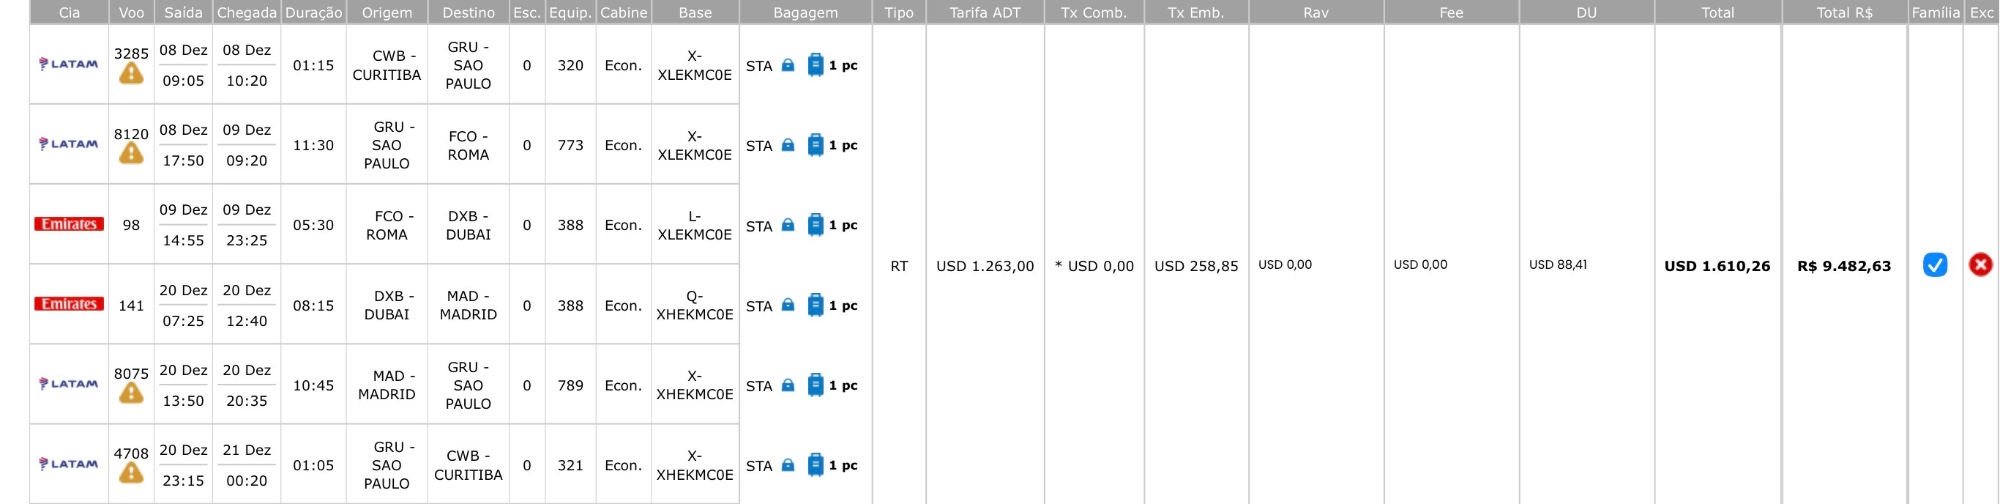 Cia Voo Saída Chegada Duração Origem Destino Esc. Equip. Cabine Base Bagagem Tipo Tarifa ADT Tx Comb. Tx Emb. Rav Fee DU Total Total R$ Família Exc
LATAM 3285 08 Dez 09:05 08 Dez 10:20 01:15 CWB - CURITIBA GRU - SAO PAULO 0 320 Econ. X-XLEKMC0E STA 1 pc
LATAM 8120 08 Dez 17:50 09 Dez 09:20 11:30 GRU - SAO PAULO FCO - ROMA 0 773 Econ. X-XLEKMC0E STA 1 pc
Emirates 98 09 Dez 14:55 09 Dez 23:25 05:30 FCO - ROMA DXB - DUBAI 0 388 Econ. L-XLEKMC0E STA 1 pc
RT USD 1.263,00 * USD 0,00 USD 258,85 USD 0,00 USD 0,00 USD 88,41 USD 1.610,26 R$ 9.482,63
Emirates 141 20 Dez 07:25 20 Dez 12:40 08:15 DXB - DUBAI MAD - MADRID 0 388 Econ. Q-XHEKMC0E STA 1 pc
LATAM 8075 20 Dez 13:50 20 Dez 20:35 10:45 MAD - MADRID GRU - SAO PAULO 0 789 Econ. X-XHEKMC0E STA 1 pc
LATAM 4708 20 Dez 23:15 21 Dez 00:20 01:05 GRU - SAO PAULO CWB - CURITIBA 0 321 Econ. X-XHEKMC0E STA 1 pc